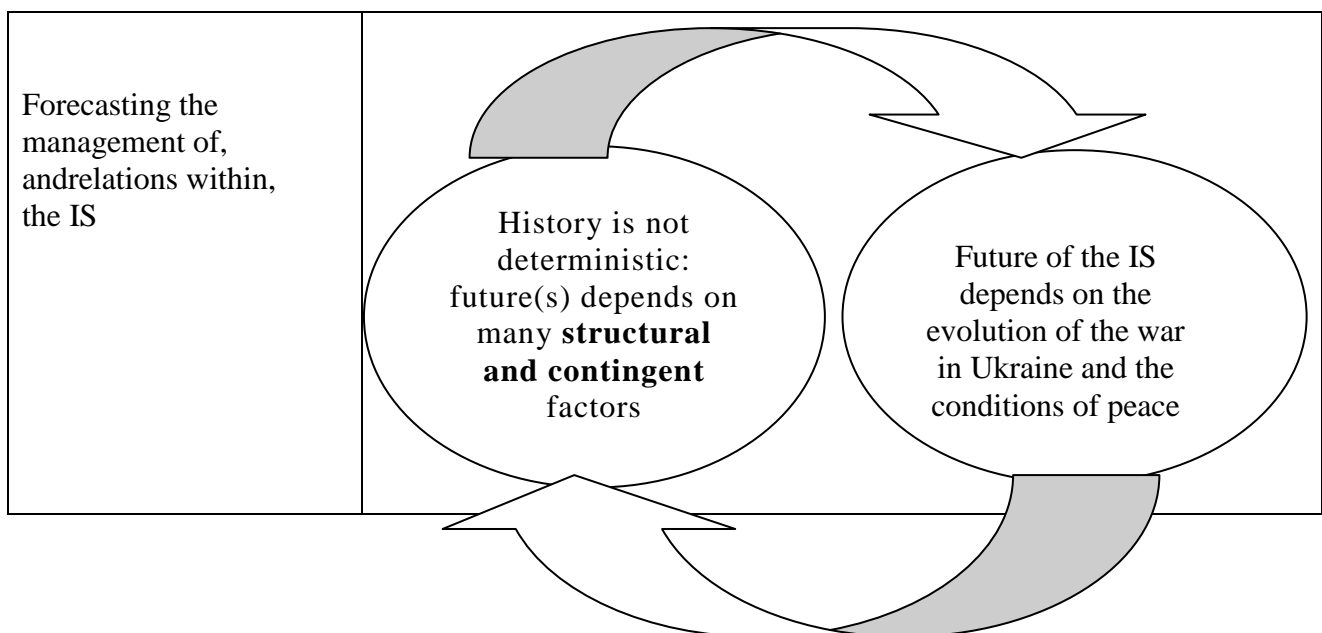 Forecasting the
management of,
andrelations within,
the IS
History is not
deterministic:
future(s) depends on
many structural
and contingent
factors
Future of the IS
depends on the
evolution of the war
in Ukraine and the
conditions of peace